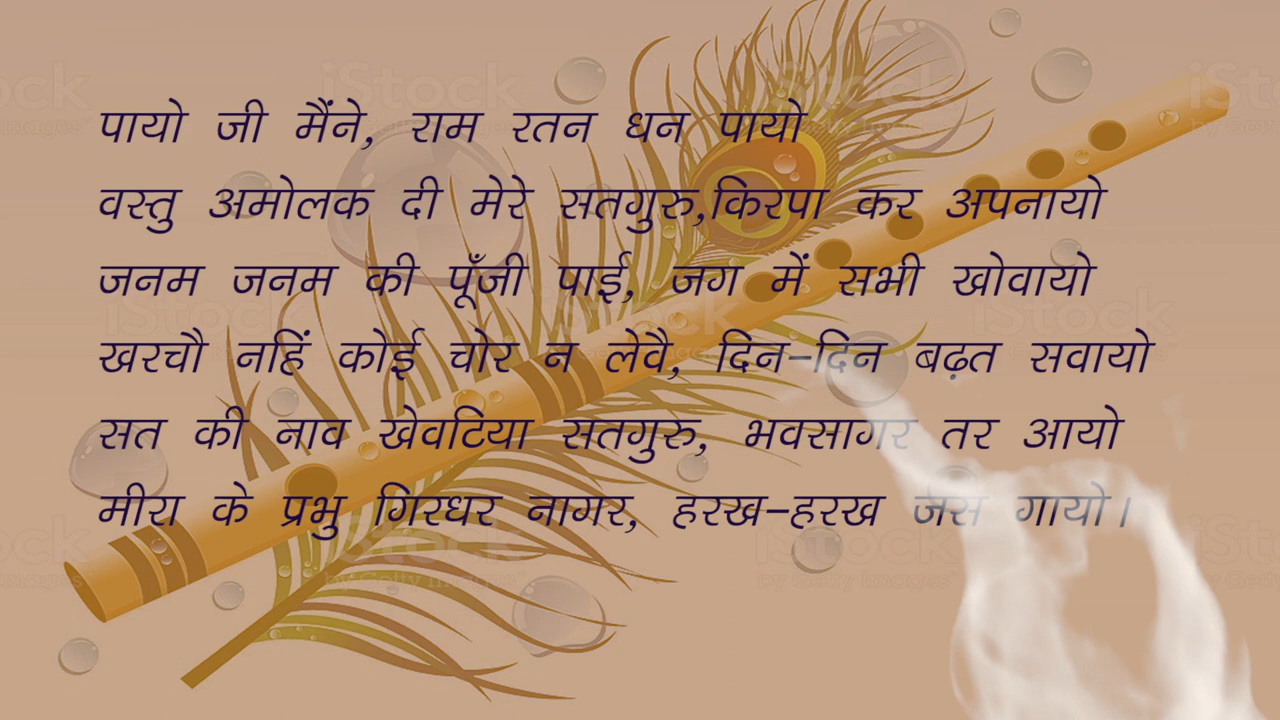 पायो जी मैंने, राम रतन धन पायो
वस्तु अमोलक दी मेरे सतगुरु,किरपा कर अपनायो
जनम जनम की पूँजी पाई, जग में सभी खोवायो
खरचौ नहिं कोई चोर न लेवै, दिन-दिन बढ़त सवायो
सत की नाव खेवटिया सतगुरु, भवसागर तर आयो
मीरा के प्रभु गिरधर नागर, हरख-हरख जस गायो।